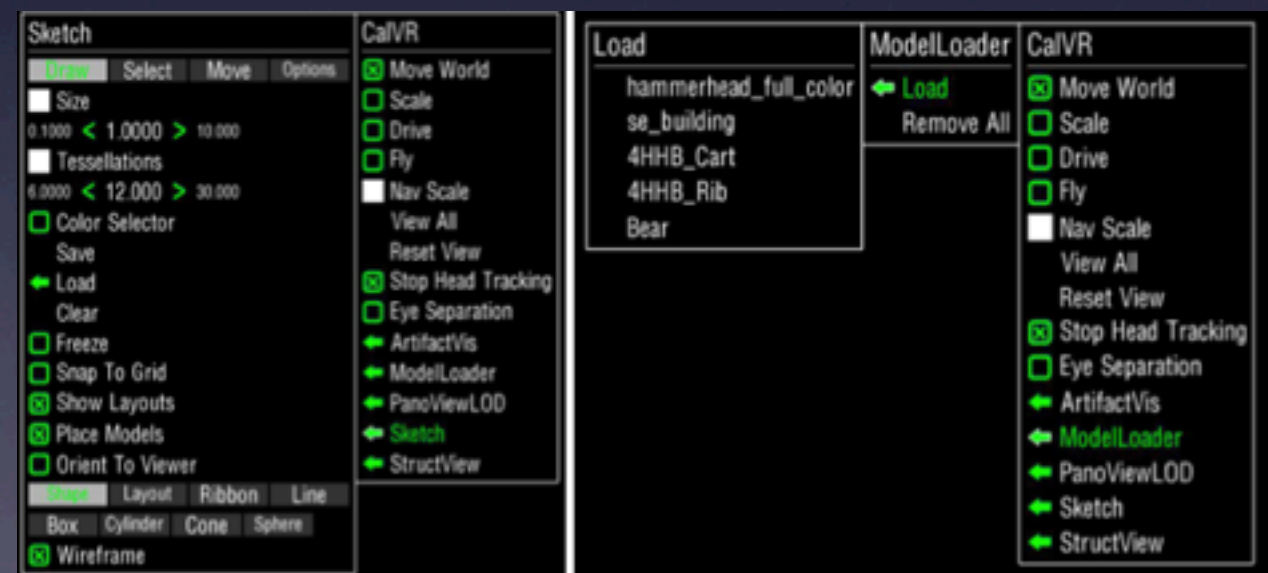 Sketch
Draw Select Move Options
Size
0.1000 < 1.0000 > 10.000
Tessellations
6.0000 < 12.000 > 30.000
Color Selector
Save
Load
Clear
Freeze
Snap To Grid
Show Layouts
Place Models
Orient To Viewer
Shape Layout Ribbon Line
Box Cylinder Cone Sphere
Wireframe
CalVR
Move World
Scale
Drive
Fly
Nav Scale
View All
Reset View
Stop Head Tracking
Eye Separation
ArtifactVis
ModelLoader
PanoViewLOD
Sketch
StructView
Load
hammerhead_full_color
se_building
4HHB_Cart
4HHB_Rib
Bear
ModelLoader
Load
Remove All
CalVR
Move World
Scale
Drive
Fly
Nav Scale
View All
Reset View
Stop Head Tracking
Eye Separation
ArtifactVis
ModelLoader
PanoViewLOD
Sketch
StructView